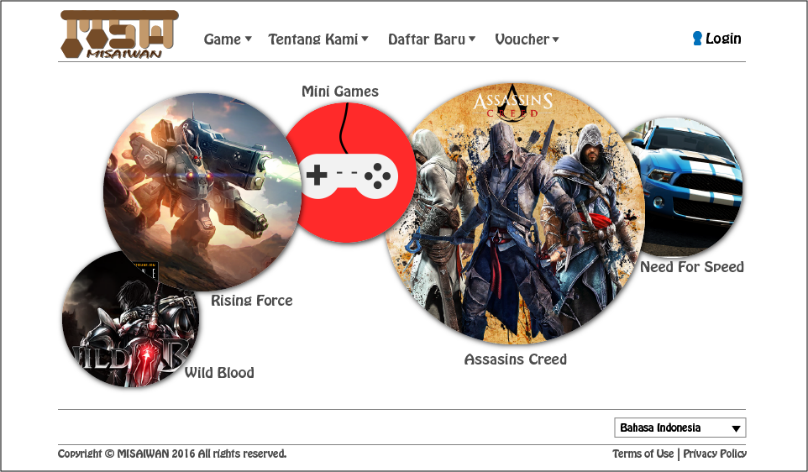 MISAIWAN
Game Tentang Kami Daftar Baru Voucher Login
Mini Games
ASSASSINS
CREED
Need For Speed
Rising Force
Assasins Creed
Wild Blood
Bahasa Indonesia
Copyright © MISAIWAN 2016 All rights reserved.
Terms of Use | Privacy Policy